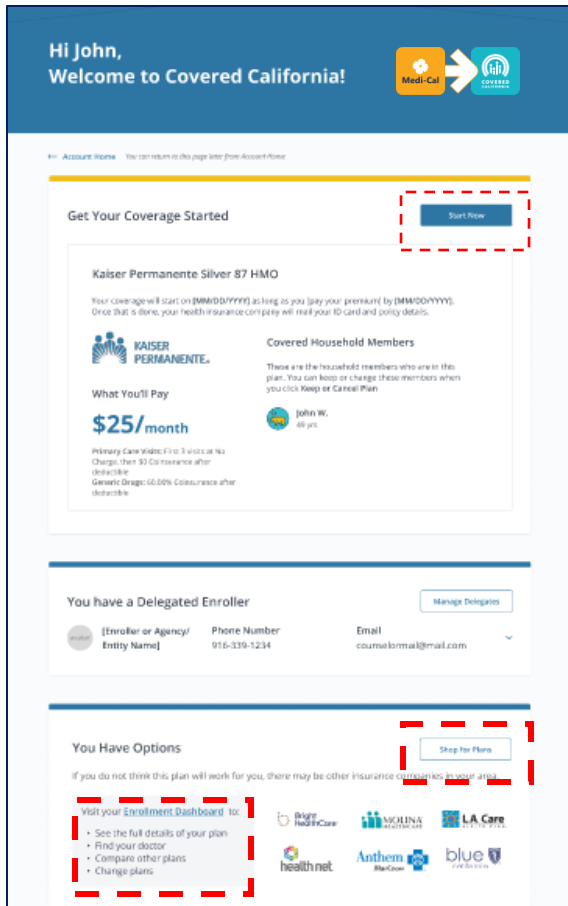 Hi John,
Welcome to Covered California!
Medi-Cal
COVERED
CALIFORNIA
Account Home You can return to this page later from Account Home
Get Your Coverage Started
Start Now
Kaiser Permanente Silver 87 HMO
Your coverage will start on [MM/DD/YYYY] as long as you [pay your premium] by [MM/DD/YYYY].
Once that is done, your health insurance company will mail your ID card and policy details.
KAISER
PERMANENTE.
What You'll Pay
$25/month
Primary Care Visits: First 3 visits at No
Charge, then $0 Coinsurance after
deductible
Generic Drugs: 60.00% Coinsurance after
deductible
Covered Household Members
These are the household members who are in this
plan. You can keep or change these members when
you click Keep or Cancel Plan
John W.
49 yrs
You have a Delegated Enroller
Manage Delegates
[Enroller or Agency/
Entity Name]
Phone Number
916-339-1234
Email
counselormail@mail.com
You Have Options
Shop for Plans
If you do not think this plan will work for you, there may be other insurance companies in your area.
Visit your Enrollment Dashboard to:
• See the full details of your plan
• Find your doctor
• Compare other plans
• Change plans
Bright
HealthCare
MOLINA
HEALTHCARE
L.A. Care
HEALTH PLAN
health net
Anthem
BlueCross
blue